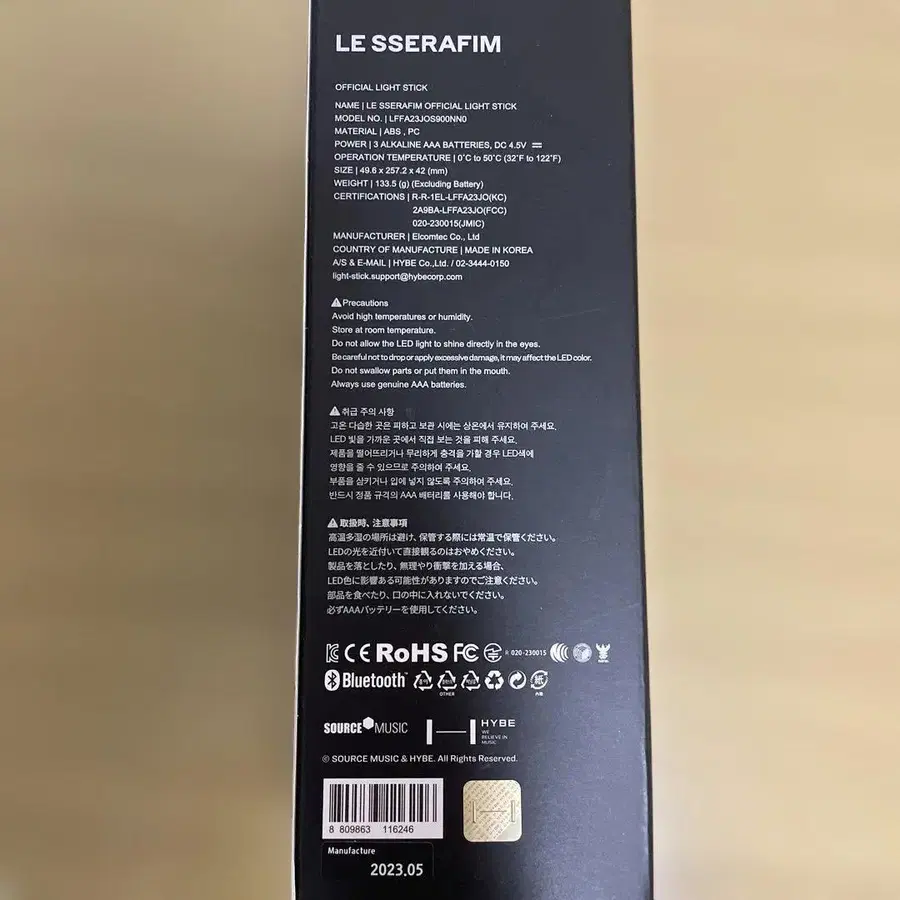 LE SSERAFIM
OFFICIAL LIGHT STICK
NAME | LE SSERAFIM OFFICIAL LIGHT STICK
MODEL NO. | LFFA23JOS900NN0
MATERIAL | ABS , PC
POWER | 3 ALKALINE AAA BATTERIES, DC 4.5V
OPERATION TEMPERATURE | 0°C to 50°C (32°F to 122°F)
SIZE | 49.6 x 257.2 x 42 (mm)
WEIGHT | 133.5 (g) (Excluding Battery)
CERTIFICATIONS | R-R-1EL-LFFA23JO(KC)
2A9BA-LFFA23JO(FCC)
020-230015(JMIC)
MANUFACTURER | Elcomtec Co., Ltd
COUNTRY OF MANUFACTURE | MADE IN KOREA
A/S & E-MAIL | HYBE Co.,Ltd. / 02-3444-0150
light-stick.support@hybecorp.com
Precautions
Avoid high temperatures or humidity.
Store at room temperature.
Do not allow the LED light to shine directly in the eyes.
Be careful not to drop or apply excessive damage, it may affect the LED color.
Do not swallow parts or put them in the mouth.
Always use genuine AAA batteries.
취급 주의 사항
고온 다습한 곳은 피하고 보관 시에는 상온에서 유지하여 주세요.
LED 빛을 가까운 곳에서 직접 보는 것을 피해 주세요.
제품을 떨어뜨리거나 무리하게 충격을 가할 경우 LED색에
영향을 줄 수 있으므로 주의하여 주세요.
부품을 삼키거나 입에 넣지 않도록 주의하여 주세요.
반드시 정품 규격의 AAA 배터리를 사용해야 합니다.
取扱時、注意事項
高温多湿の場所は避け、保管する際には常温で保管ください。
LEDの光を近付いて直接観るのはおやめください。
製品を落としたり、無理やり衝撃を加える場合、
LED色に影響ある可能性がありますのでご注意ください。
部品を食べたり、口の中に入れないでください。
必ずAAAバッテリーを使用してください。
CE RoHS FC R 020-230015
Bluetooth
OTHER
紙
SOURCE MUSIC
HYBE
WE
BELIEVE IN
MUSIC
© SOURCE MUSIC & HYBE. All Rights Reserved.
8 809863 116246
Manufacture
2023.05